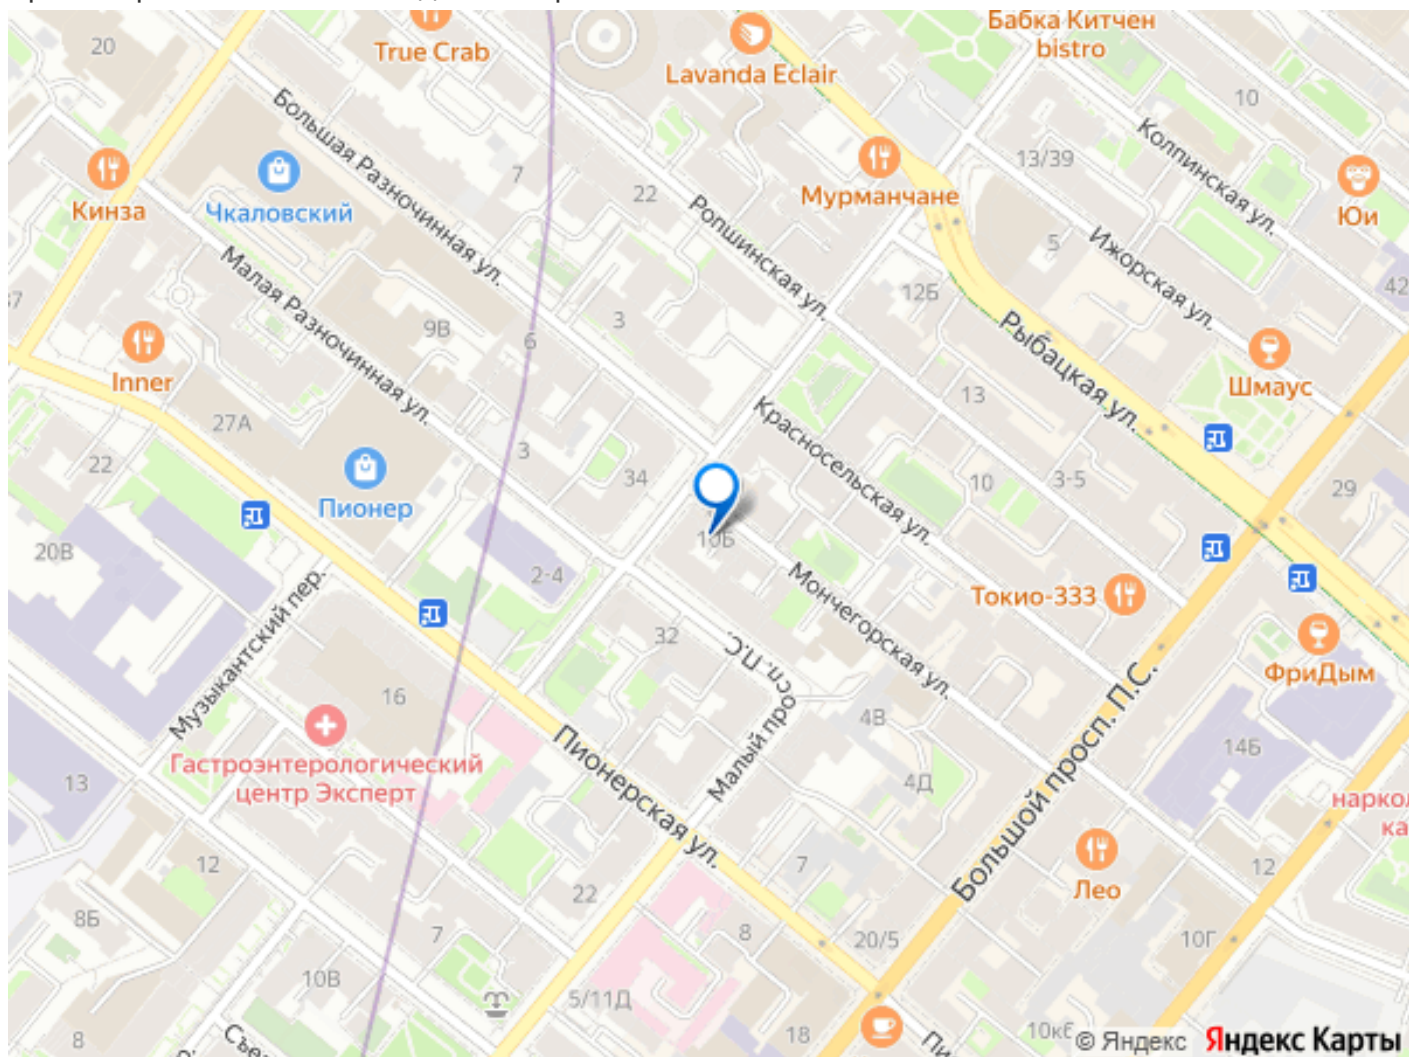 True Crab
Lavanda Eclair
Бабка Китчен
bistro
20
10
Большая Разночинная ул.
Колпинская ул.
13/39
7
22
Кинза
Чкаловский
Мурманчане
Юи
Ропшинская ул.
5
Ижорская ул.
Малая Разночинная ул.
9В
3
6
12Б
42
Рыбацкая ул.
Inner
Шмаус
27А
13
Красносельская ул.
22
3
34
10
3-5
29
Пионер
10Б
20В
2-4
Мончегорская ул.
Токио-333
Музыкантский пер.
32
Малый просп. П.С.
ФриДым
16
4В
Большой просп. П.С.
14Б
Гастроэнтерологический
центр Эксперт
Пионерская ул.
13
4Д
12
7
Лео
12
22
8Б
7
8
20/5
10Г
10В
5/11Д
18
8
© Яндекс
Яндекс Карты